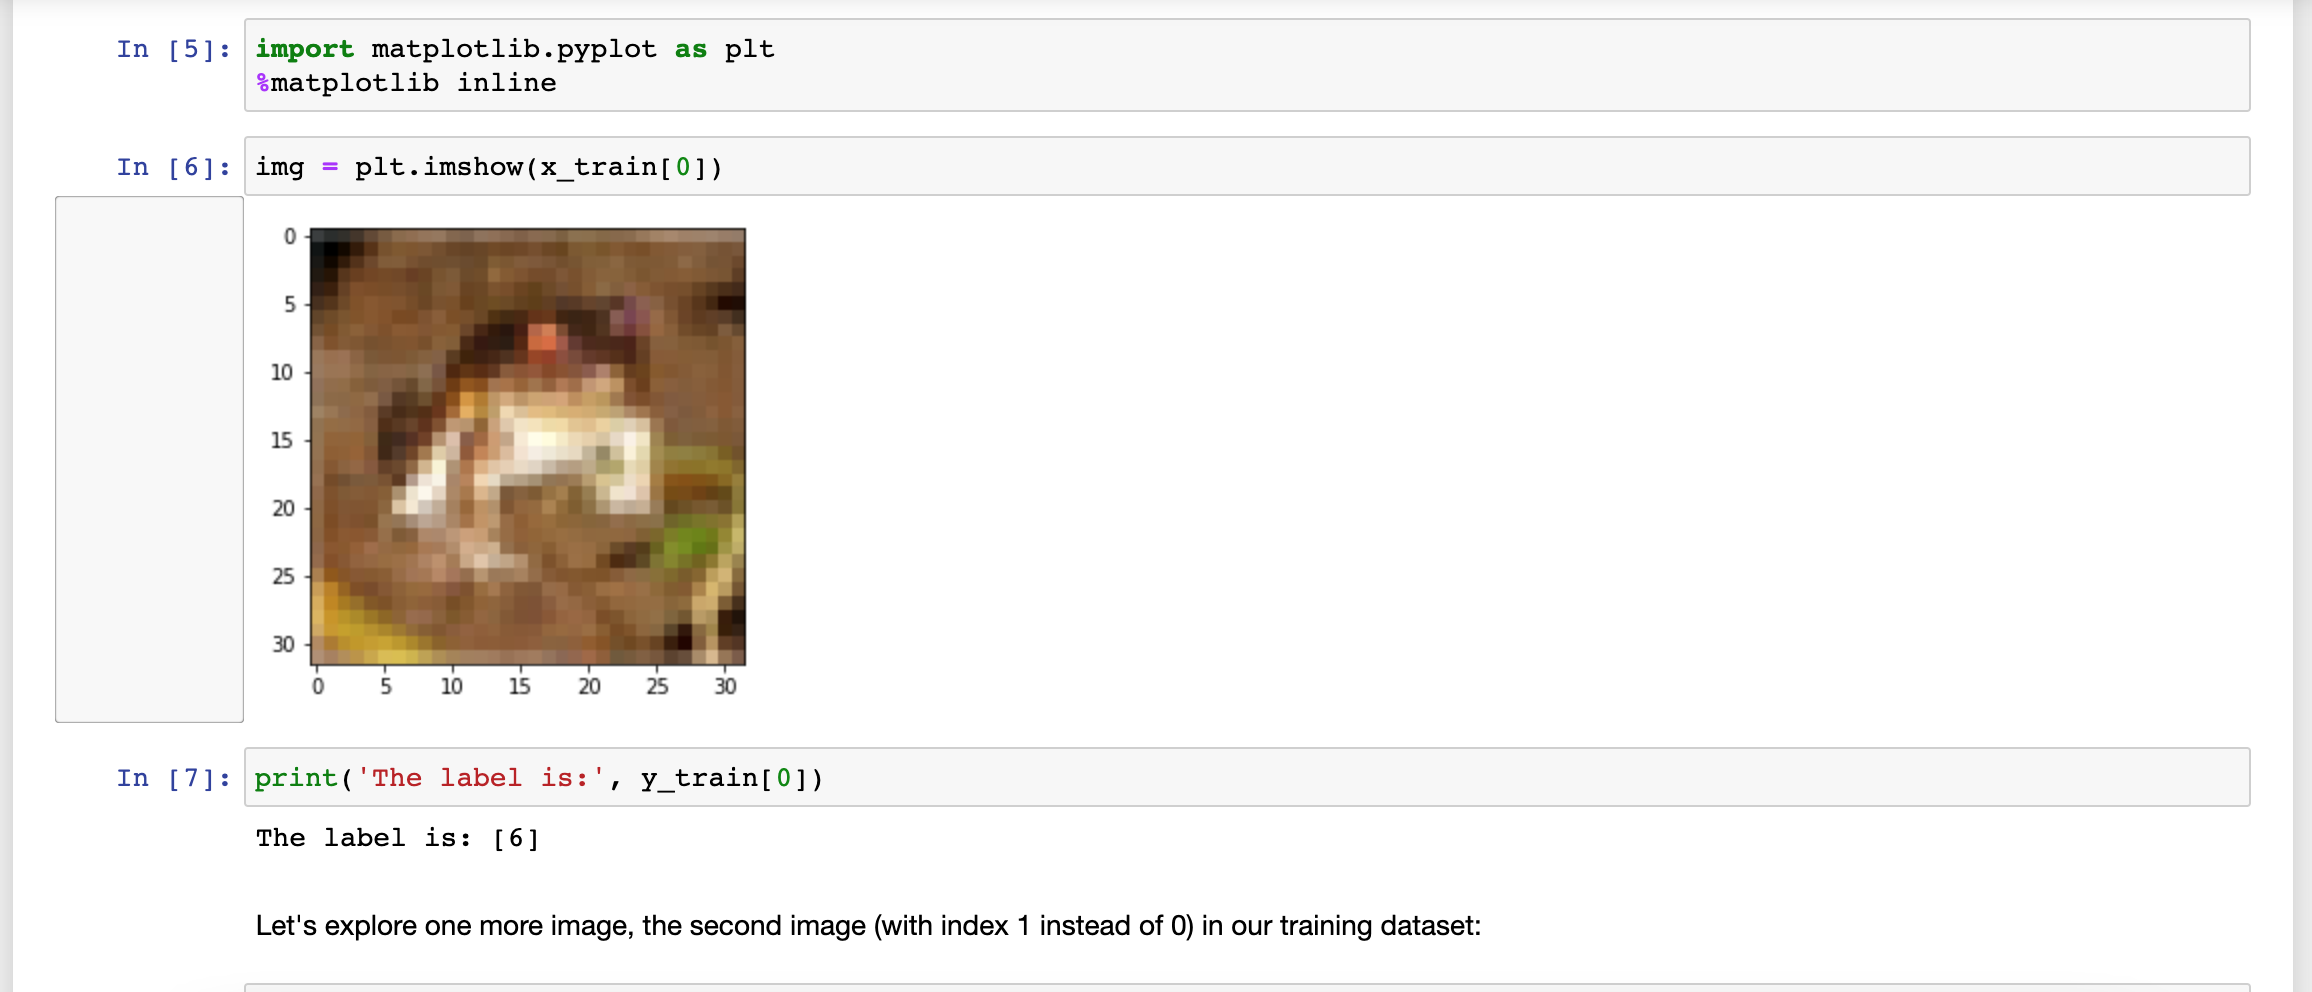 In [5]: import matplotlib.pyplot as plt
%matplotlib inline
In [6]: img = plt.imshow(x_train[0])
0
5
10
15
20
25
30
0 5 10 15 20 25 30
In [7]: print('The label is:', y_train[0])
The label is: [6]
Let's explore one more image, the second image (with index 1 instead of 0) in our training dataset: